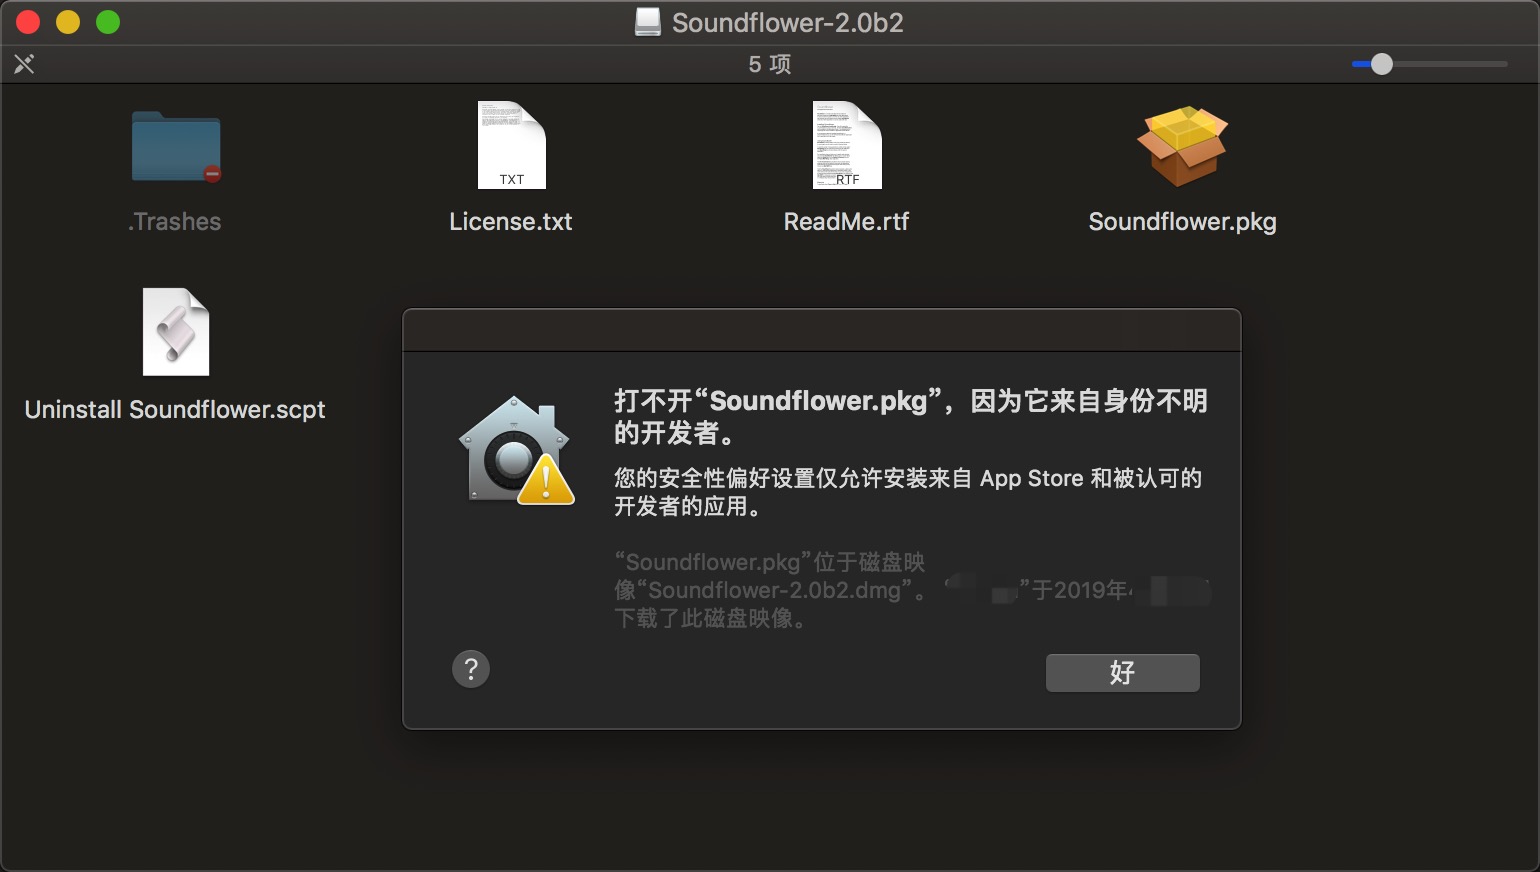 Soundflower-2.0b2
5 项
TXT
RTF
.Trashes
License.txt
ReadMe.rtf
Soundflower.pkg
Uninstall Soundflower.scpt
打不开“Soundflower.pkg”，因为它来自身份不明
的开发者。
您的安全性偏好设置仅允许安装来自 App Store 和被认可的
开发者的应用。
“Soundflower.pkg”位于磁盘映
像“Soundflower-2.0b2.dmg”。 “ ”于2019年
下载了此磁盘映像。
?
好